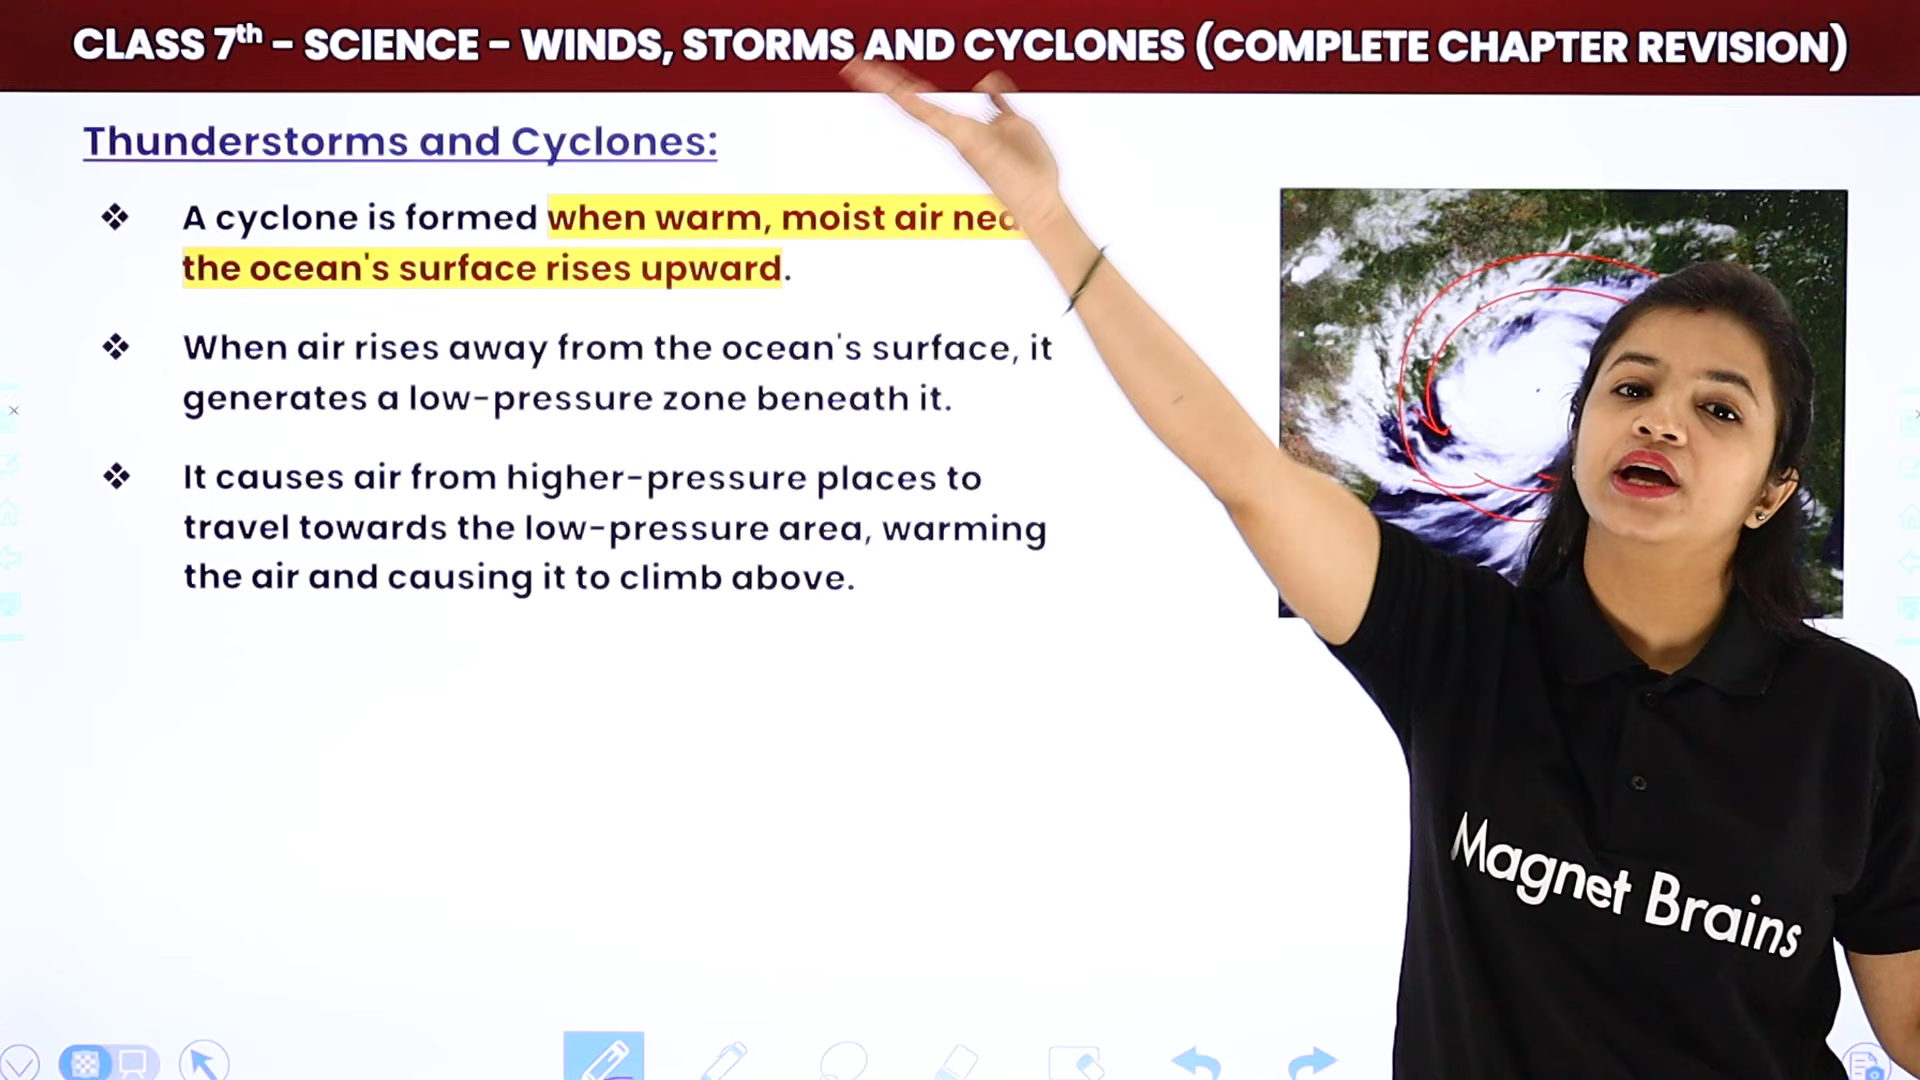 CLASS 7th – SCIENCE – WINDS, STORMS AND CYCLONES (COMPLETE CHAPTER REVISION)
Thunderstorms and Cyclones:
❖ A cyclone is formed when warm, moist air
the ocean's surface rises upward.
❖ When air rises away from the ocean's surface, it
generates a low-pressure zone beneath it.
❖ It causes air from higher-pressure places to
travel towards the low-pressure area, warming
the air and causing it to climb above.
Magnet Brains